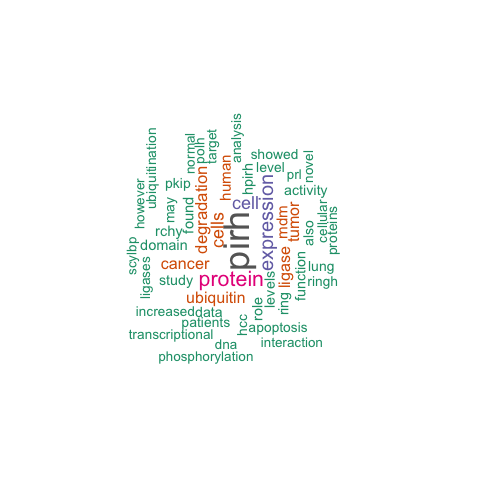 analysis
target
normal
polh
ubiquitination
however
showed
level
novel
prl
human
hpirh
pkip
degradation
cell
activity
may
found
cells
pirh
expression
mdm
tumor
also
cellular
proteins
rchy
domain
scylbp
cancer
ligases
study
protein
ligase
lung
function
ringh
ubiquitin
levels
ring
role
increased
data
patients
hcc
apoptosis
transcriptional
dna
interaction
phosphorylation